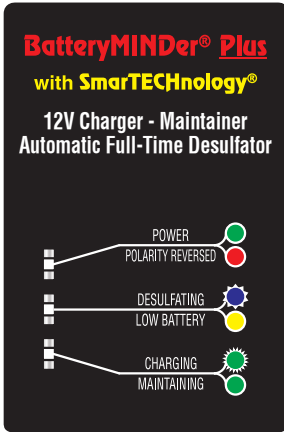 BatteryMINDer® Plus
with SmarTECHnology®
12V Charger - Maintainer
Automatic Full-Time Desulfator
POWER
POLARITY REVERSED
DESULFATING
LOW BATTERY
CHARGING
MAINTAINING